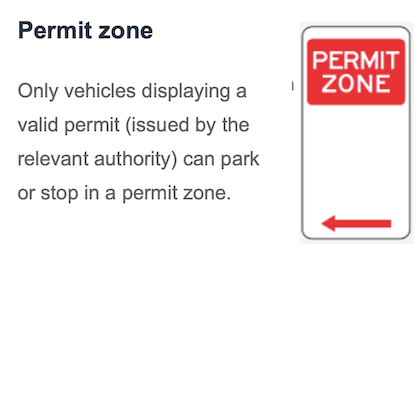 Permit zone
Only vehicles displaying a
valid permit (issued by the
relevant authority) can park
or stop in a permit zone.
PERMIT
ZONE